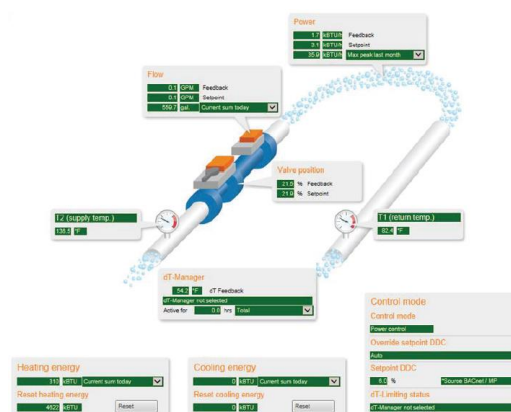 Power
1.7 kBTU/h Feedback
3.1 kBTU/h Setpoint
35.9 kBTU/h Max peak last month
Flow
0.1 GPM Feedback
0.1 GPM Setpoint
559.7 gal. Current sum today
Valve position
21.5 % Feedback
21.9 % Setpoint
T2 (supply temp.)
136.5 °F
T1 (return temp.)
82.4 °F
dT-Manager
54.2 °F dT Feedback
dT-Manager not selected
Active for 0.0 hrs Total
Control mode
Control mode
Power control
Override setpoint DDC
Auto
Setpoint DDC
8.0 % *Source BACnet / MP
dT-Limiting status
dT-Manager not selected
Heating energy
313 kBTU Current sum today
Reset heating energy
4522 kBTU Reset
Cooling energy
0 kBTU Current sum today
Reset cooling energy
0 kBTU Reset